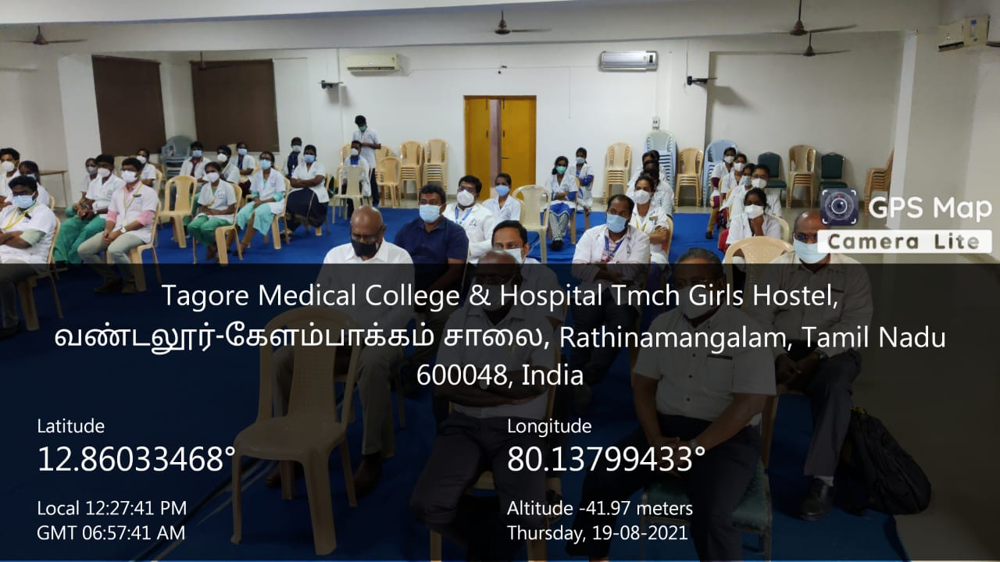 GPS Map
Camera Lite
Tagore Medical College & Hospital Tmch Girls Hostel,
வண்டலூர்-கேளம்பாக்கம் சாலை, Rathinamangalam, Tamil Nadu
600048, India
Latitude
12.86033468°
Longitude
80.13799433°
Local 12:27:41 PM
GMT 06:57:41 AM
Altitude -41.97 meters
Thursday, 19-08-2021